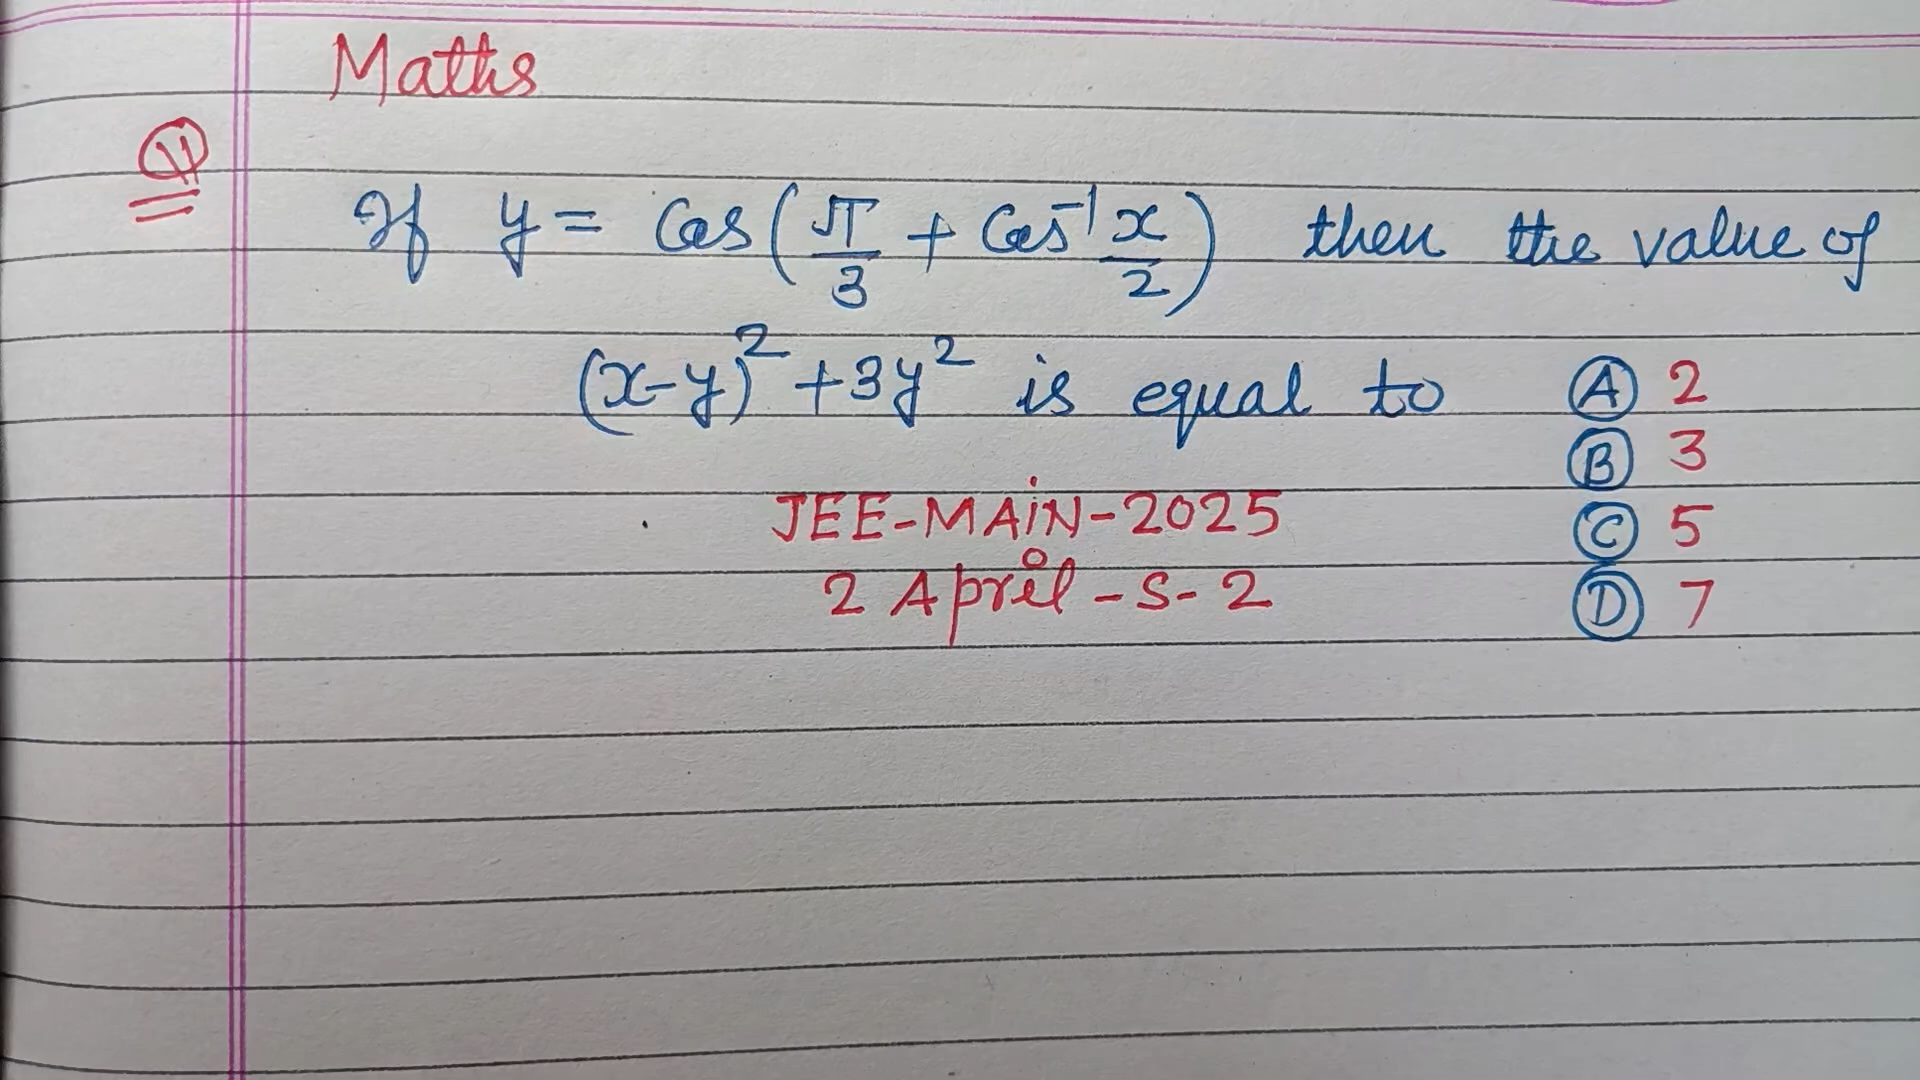 Maths
Q
If y = Cos(π/3 + Cos⁻¹ x/2) then the value of
(x-y)² + 3y² is equal to Ⓐ 2
Ⓑ 3
JEE-MAIN-2025 Ⓒ 5
2 April-S-2 Ⓓ 7